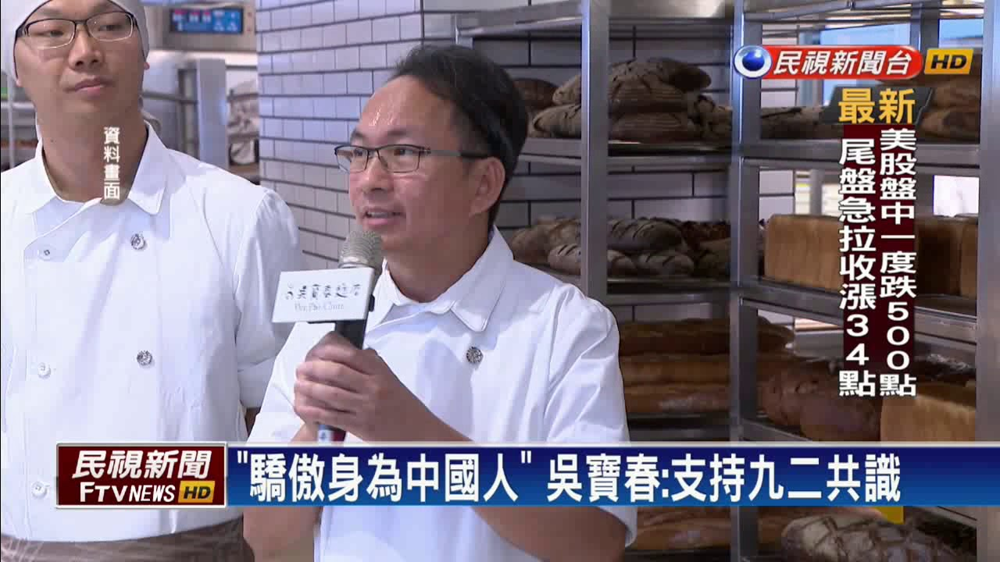 民視新聞台 HD
最新
美股盤中一度跌500點
尾盤急拉收漲34點
資料畫面
吳寶春麵店
民視新聞
FTVNEWS HD
"驕傲身為中國人" 吳寶春:支持九二共識